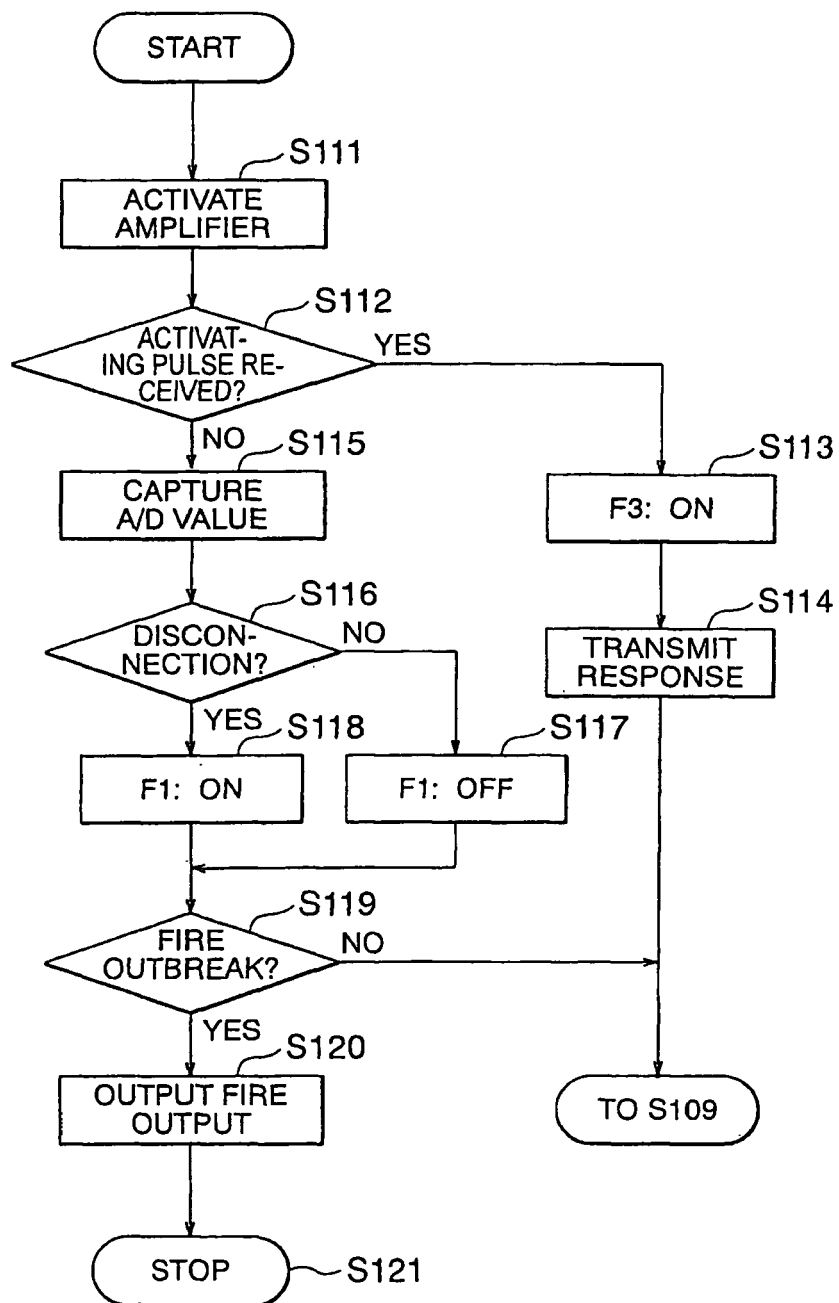 START
S111
ACTIVATE
AMPLIFIER
S112
ACTIVAT-
ING PULSE RE-
CEIVED?
YES
NO
S115
CAPTURE
A/D VALUE
S113
F3: ON
S116
DISCON-
NECTION?
NO
YES
S114
TRANSMIT
RESPONSE
S118
F1: ON
S117
F1: OFF
S119
FIRE
OUTBREAK?
NO
YES
S120
OUTPUT FIRE
OUTPUT
TO S109
STOP
S121